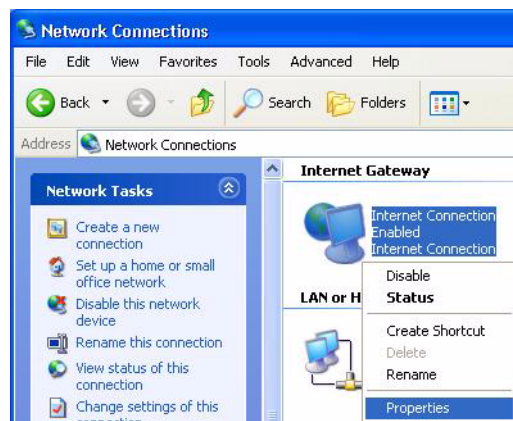 Network Connections
File Edit View Favorites Tools Advanced Help
Back Search Folders
Address Network Connections
Network Tasks
Create a new
connection
Set up a home or small
office network
Disable this network
device
Rename this connection
View status of this
connection
Change settings of this
Internet Gateway
Internet Connection
Enabled
Internet Connection
LAN or H
Disable
Status
Create Shortcut
Delete
Rename
Properties